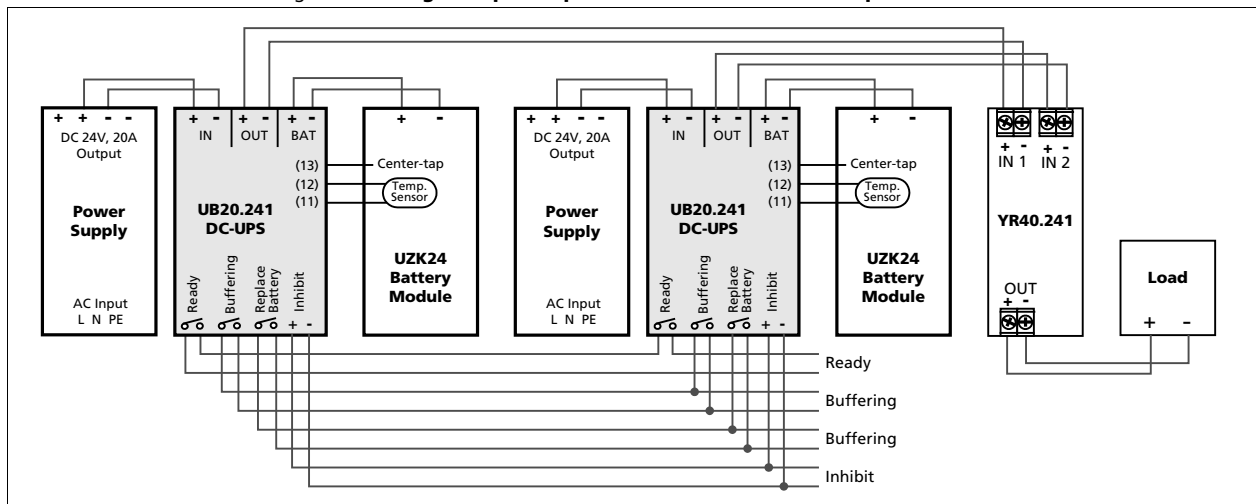 + + - -
DC 24V, 20A
Output
Power
Supply
AC Input
L N PE
+ - + - + -
IN OUT BAT
(13)
(12)
(11)
UB20.241
DC-UPS
Ready
Buffering
Replace
Battery
Inhibit
+ -
+ -
Center-tap
Temp.
Sensor
UZK24
Battery
Module
+ + - -
DC 24V, 20A
Output
Power
Supply
AC Input
L N PE
+ - + - + -
IN OUT BAT
(13)
(12)
(11)
UB20.241
DC-UPS
Ready
Buffering
Replace
Battery
Inhibit
+ -
+ -
Center-tap
Temp.
Sensor
UZK24
Battery
Module
+ - + -
IN 1 IN 2
YR40.241
OUT
+ -
Load
+ -
Ready
Buffering
Buffering
Inhibit